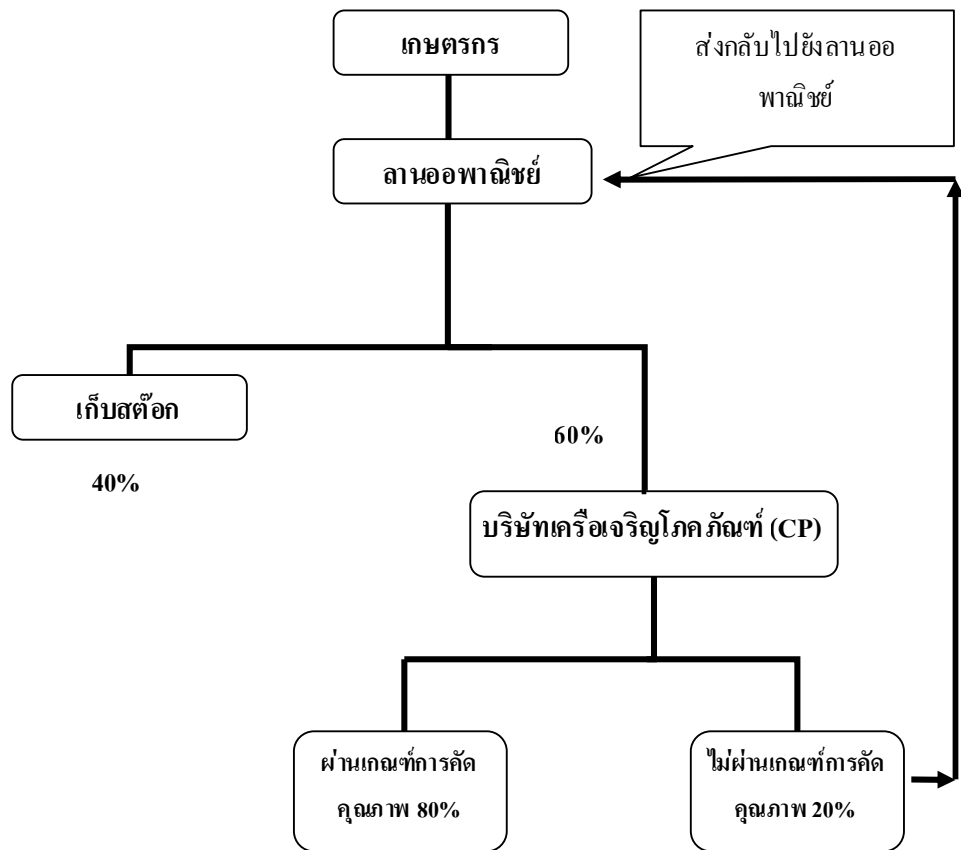 เกษตรกร
ส่งกลับไปยังลานออ
พาณิชย์
ลานออพาณิชย์
เก็บสต๊อก
60%
40%
บริษัทเครือเจริญโภคภัณฑ์ (CP)
ผ่านเกณฑ์การคัด
คุณภาพ 80%
ไม่ผ่านเกณฑ์การคัด
คุณภาพ 20%